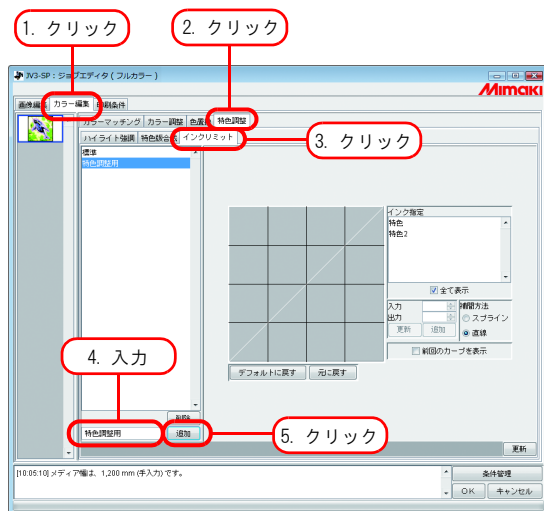 1. クリック
2. クリック
JV3-SP : ジョブエディタ ( フルカラー )
Mimaki
カラー編集
印刷条件
カラーマッチング
カラー調整
特色調整
ハイライト強調
インクリミット
3. クリック
標準
特色調整用
インク指定
特色
特色2
全て表示
入力
出力
更新
追加
補間方法
スプライン
直線
前回のカーブを表示
デフォルトに戻す
元に戻す
4. 入力
削除
特色調整用
追加
5. クリック
更新
[10:05:10] メディア幅は、1,200 mm (手入力) です。
条件管理
OK
キャンセル